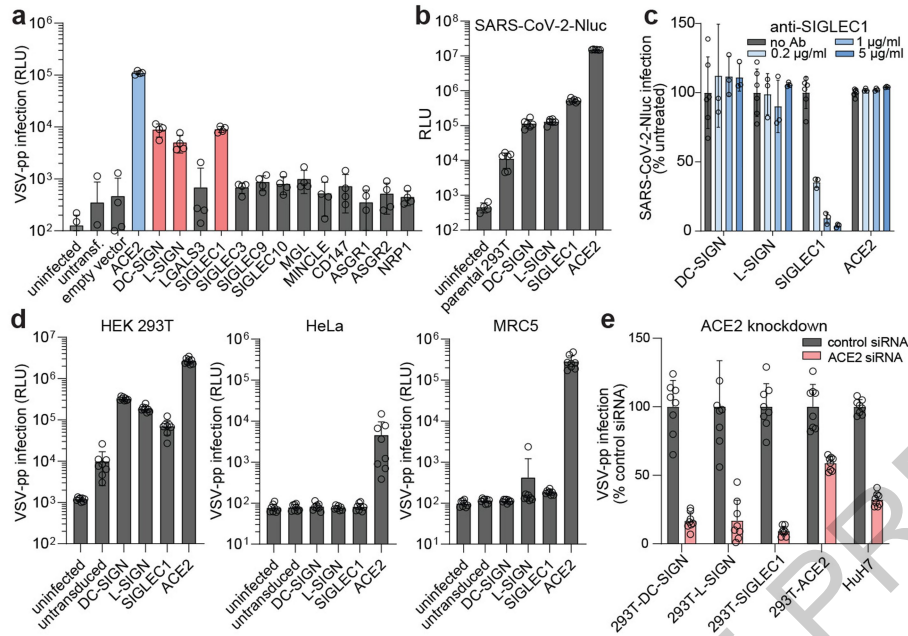 a
VSV-pp infection (RLU)
10⁶
10⁵
10⁴
10³
10²
uninfected
untransf.
empty vector
ACE2
DC-SIGN
L-SIGN
LGALS3
SIGLEC1
SIGLEC3
SIGLEC9
SIGLEC10
MGL
MINCLE
CD147
ASGR1
ASGR2
NRP1
b
SARS-CoV-2-Nluc
RLU
10⁸
10⁷
10⁶
10⁵
10⁴
10³
10²
uninfected
parental 293T
DC-SIGN
L-SIGN
SIGLEC1
ACE2
c
anti-SIGLEC1
no Ab
0.2 µg/ml
1 µg/ml
5 µg/ml
SARS-CoV-2-Nluc infection
(% untreated)
150
100
50
0
DC-SIGN
L-SIGN
SIGLEC1
ACE2
d
HEK 293T
VSV-pp infection (RLU)
10⁷
10⁶
10⁵
10⁴
10³
10²
uninfected
untransduced
DC-SIGN
L-SIGN
SIGLEC1
ACE2
HeLa
VSV-pp infection (RLU)
10⁶
10⁵
10⁴
10³
10²
10¹
uninfected
untransduced
DC-SIGN
L-SIGN
SIGLEC1
ACE2
MRC5
VSV-pp infection (RLU)
10⁶
10⁵
10⁴
10³
10²
10¹
uninfected
untransduced
DC-SIGN
L-SIGN
SIGLEC1
ACE2
e
ACE2 knockdown
control siRNA
ACE2 siRNA
VSV-pp infection
(% control siRNA)
150
100
50
0
293T-DC-SIGN
293T-L-SIGN
293T-SIGLEC1
293T-ACE2
HuH7
PR